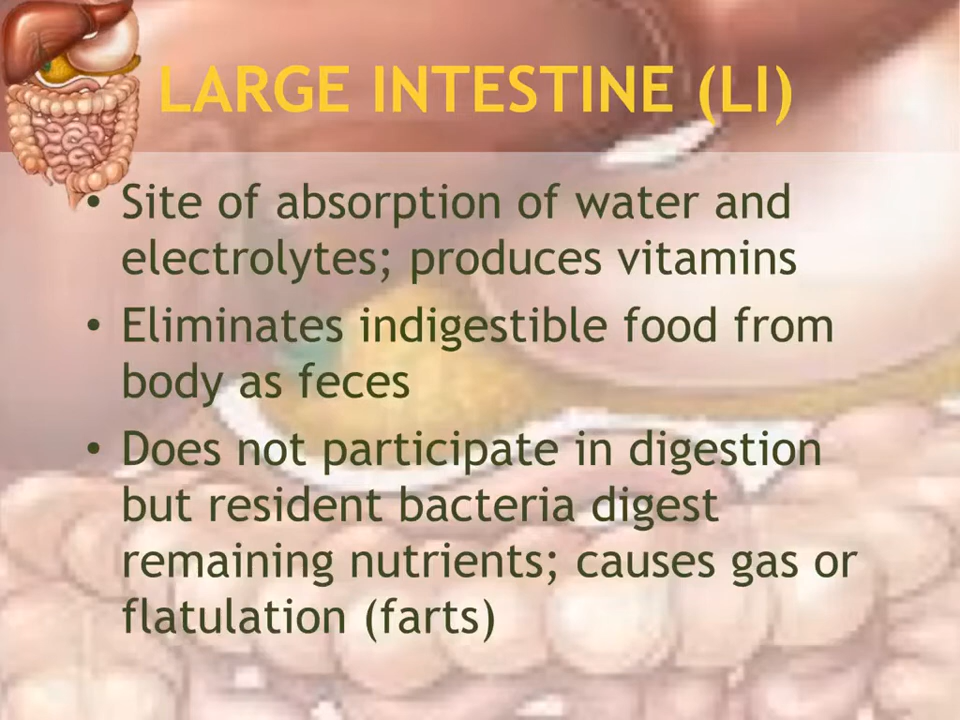 LARGE INTESTINE (LI)
• Site of absorption of water and
electrolytes; produces vitamins
• Eliminates indigestible food from
body as feces
• Does not participate in digestion
but resident bacteria digest
remaining nutrients; causes gas or
flatulation (farts)